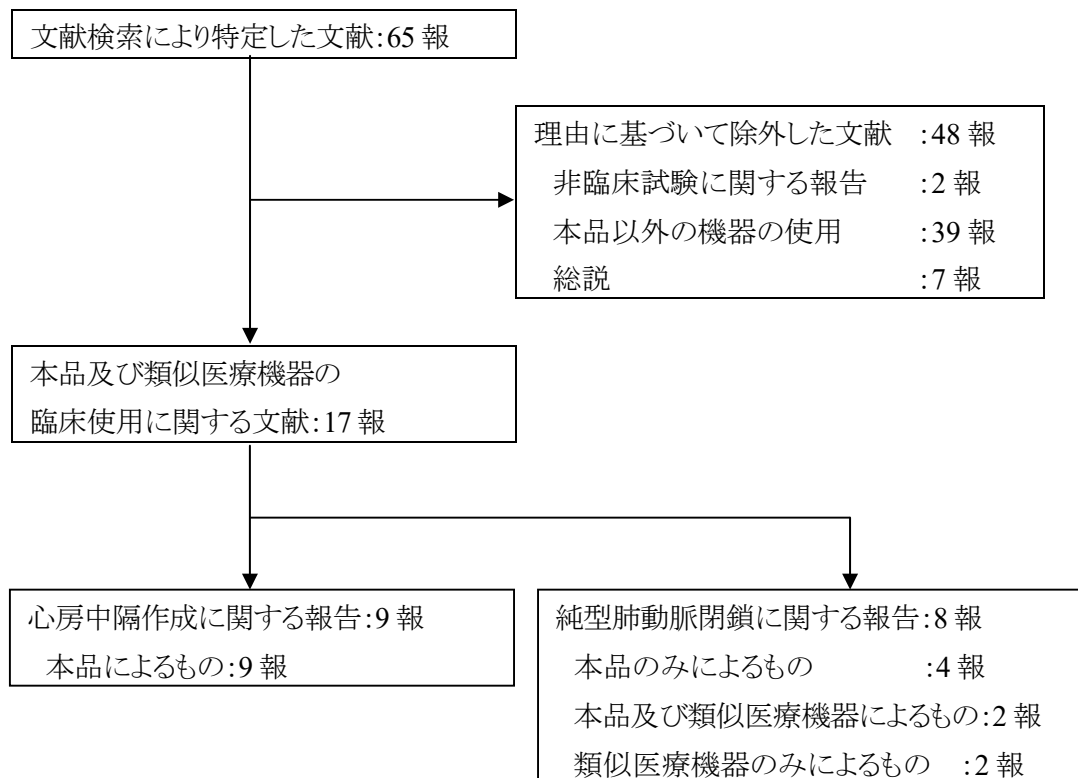 文献検索により特定した文献:65 報
理由に基づいて除外した文献 :48 報
非臨床試験に関する報告 :2 報
本品以外の機器の使用 :39 報
総説 :7 報
本品及び類似医療機器の
臨床使用に関する文献:17 報
心房中隔作成に関する報告:9 報
本品によるもの:9 報
純型肺動脈閉鎖に関する報告:8 報
本品のみによるもの :4 報
本品及び類似医療機器によるもの:2 報
類似医療機器のみによるもの :2 報